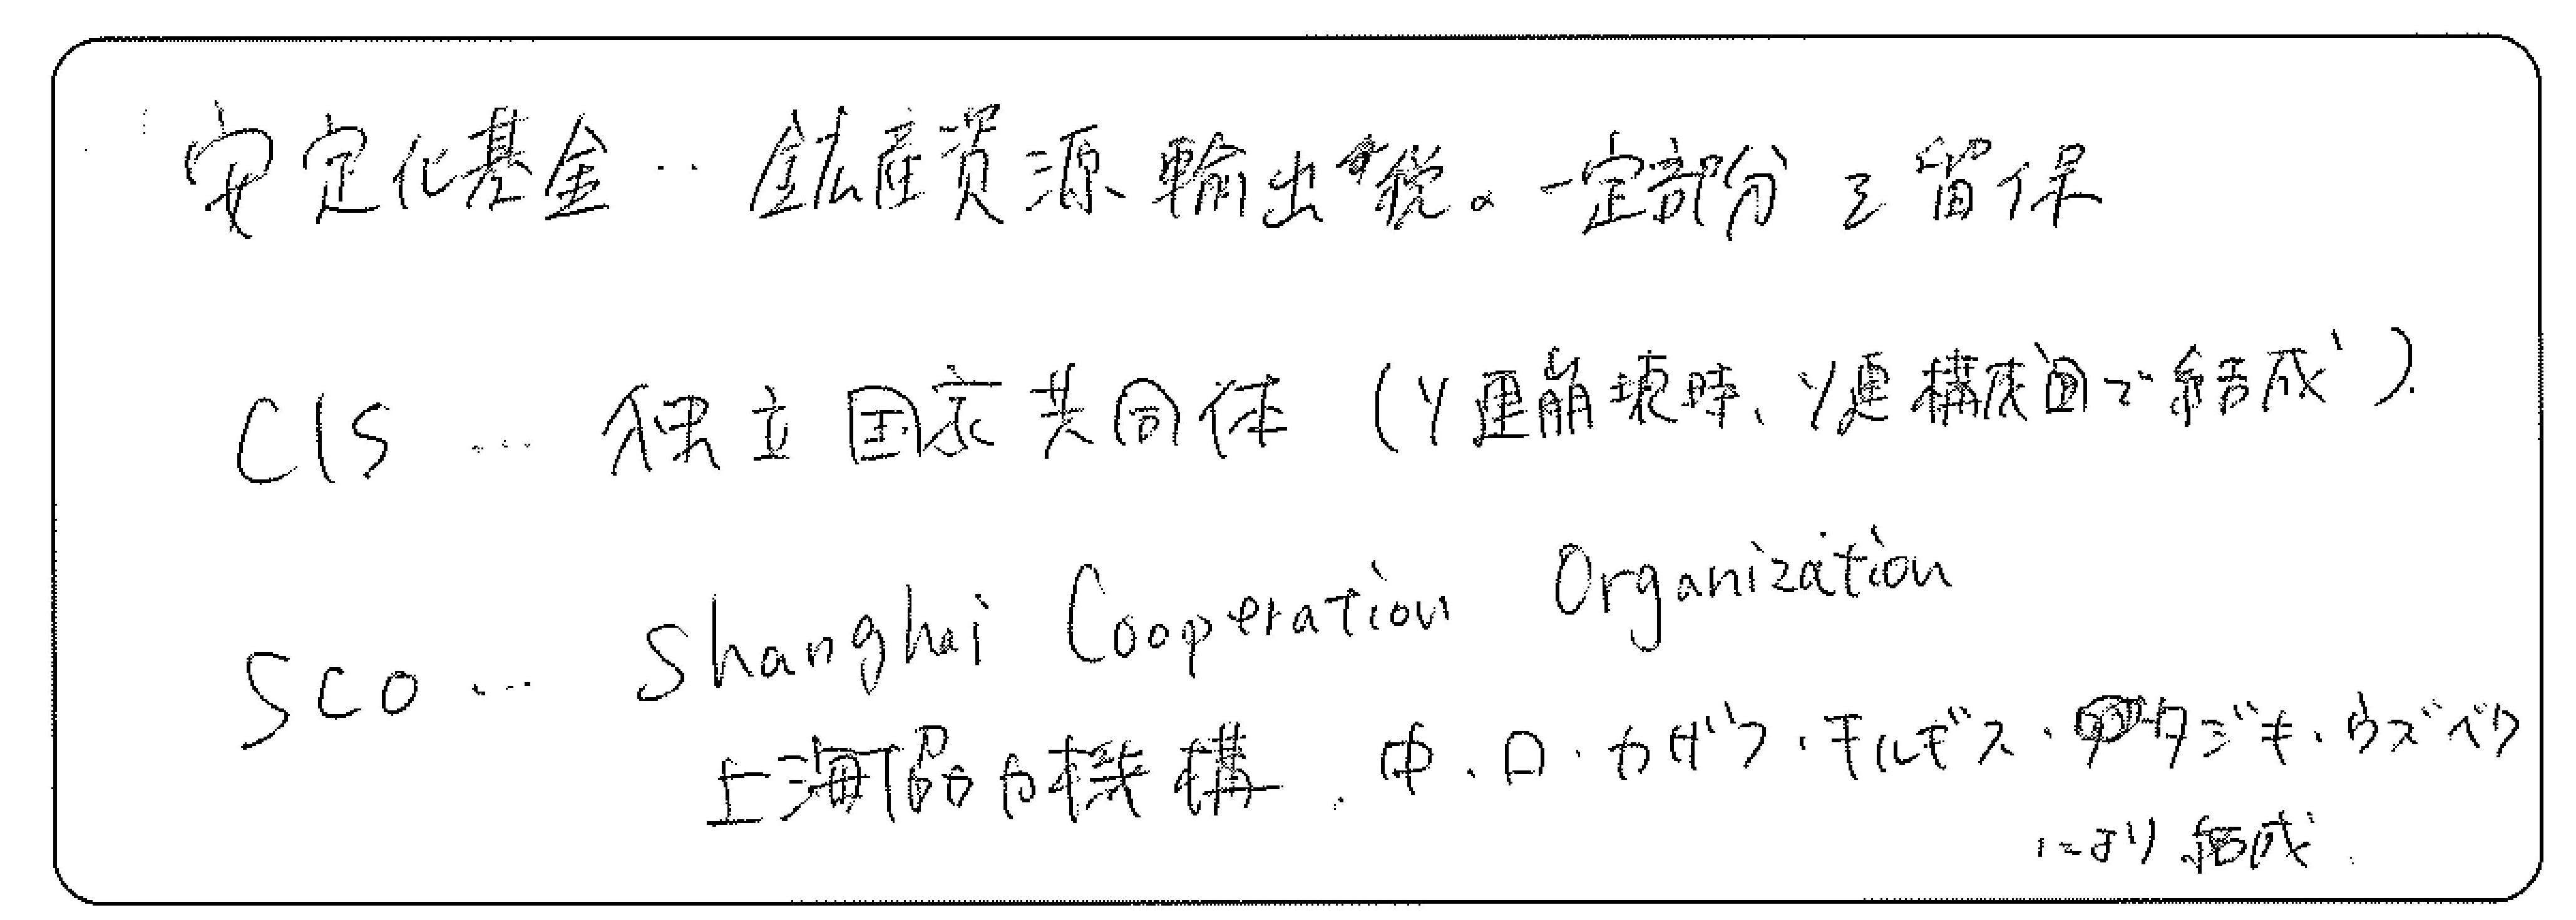 安定化基金‥ 鉱産資源輸出税の一定部分を留保
CIS … 独立国家共同体 (ソ連崩壊時、ソ連構成国で結成).
SCO … Shanghai Cooperation Organization
上海協力機構. 中・ロ・カザフ・キルギス・タジキ・ウズベク
により結成.